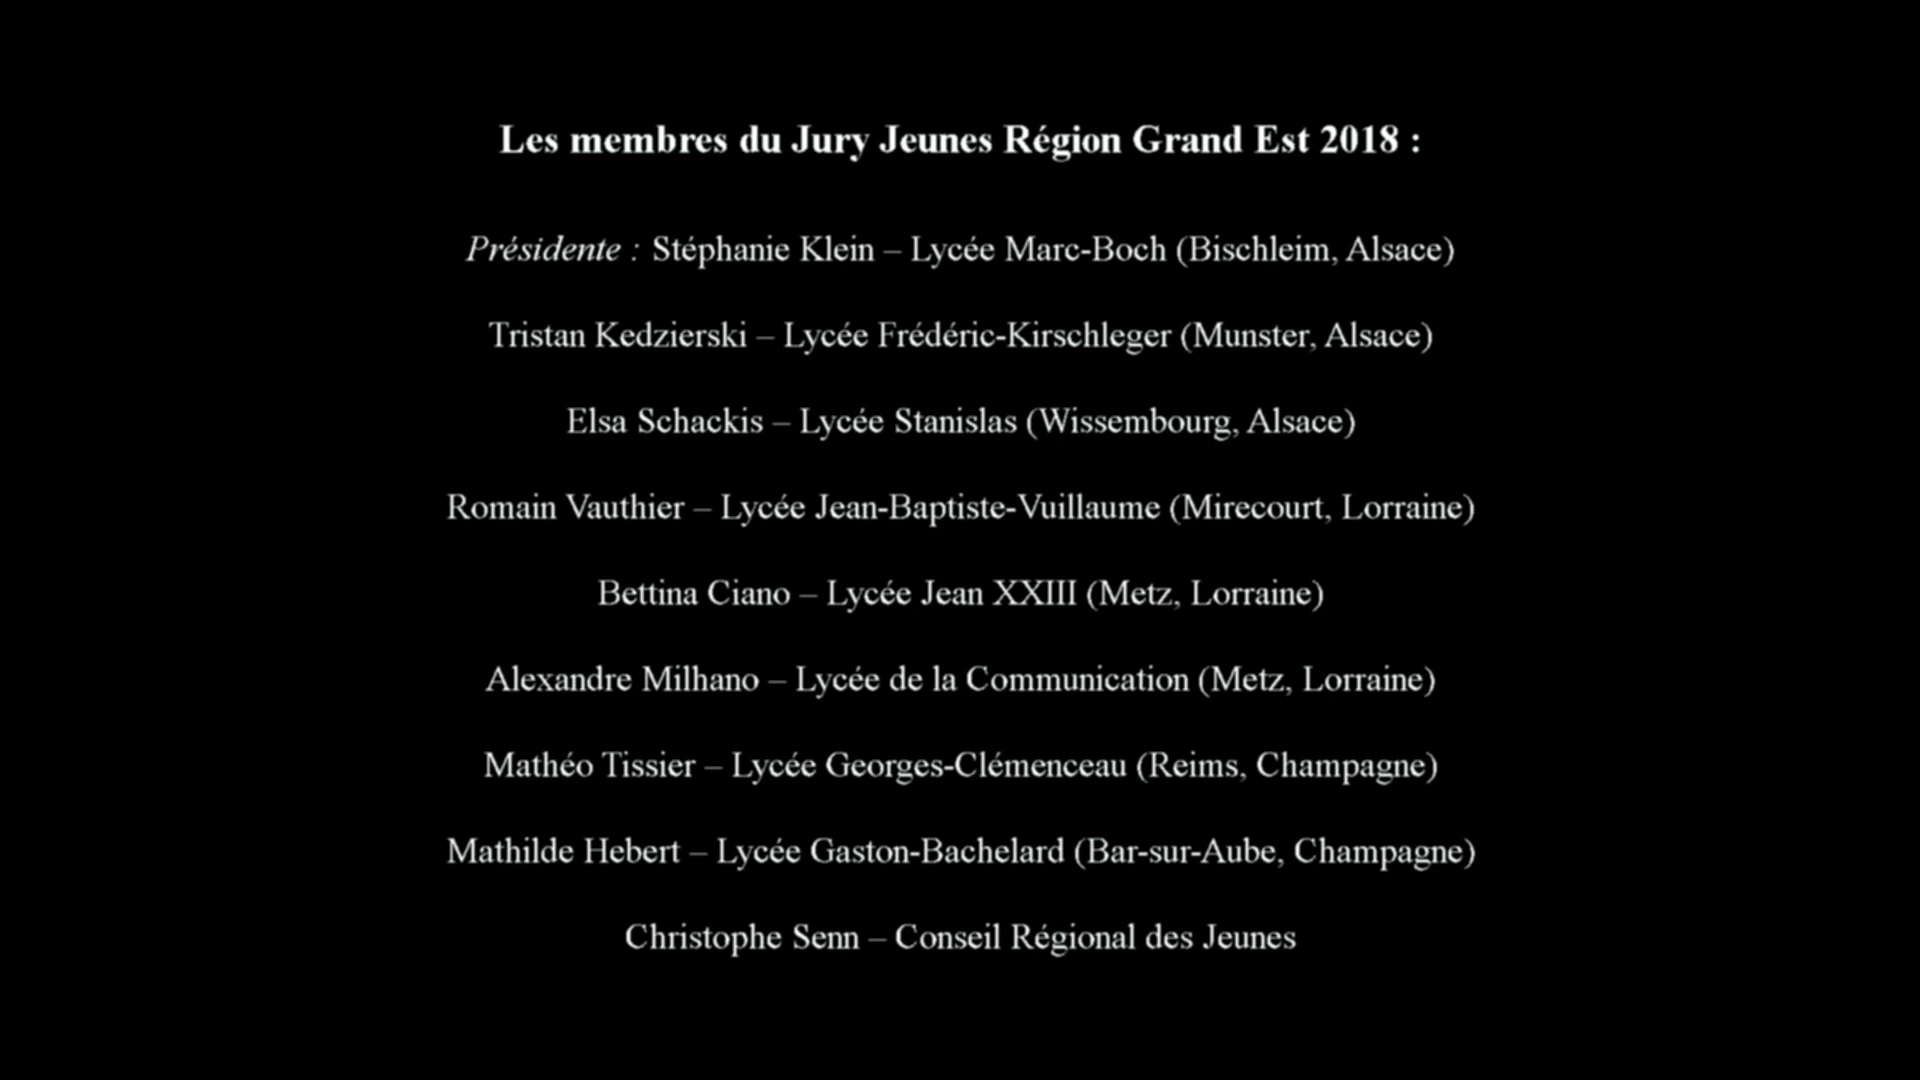 Les membres du Jury Jeunes Région Grand Est 2018 :
Présidente : Stéphanie Klein – Lycée Marc-Boch (Bischleim, Alsace)
Tristan Kedzierski – Lycée Frédéric-Kirschleger (Munster, Alsace)
Elsa Schackis – Lycée Stanislas (Wissembourg, Alsace)
Romain Vauthier – Lycée Jean-Baptiste-Vuillaume (Mirecourt, Lorraine)
Bettina Ciano – Lycée Jean XXIII (Metz, Lorraine)
Alexandre Milhano – Lycée de la Communication (Metz, Lorraine)
Mathéo Tissier – Lycée Georges-Clémenceau (Reims, Champagne)
Mathilde Hebert – Lycée Gaston-Bachelard (Bar-sur-Aube, Champagne)
Christophe Senn – Conseil Régional des Jeunes